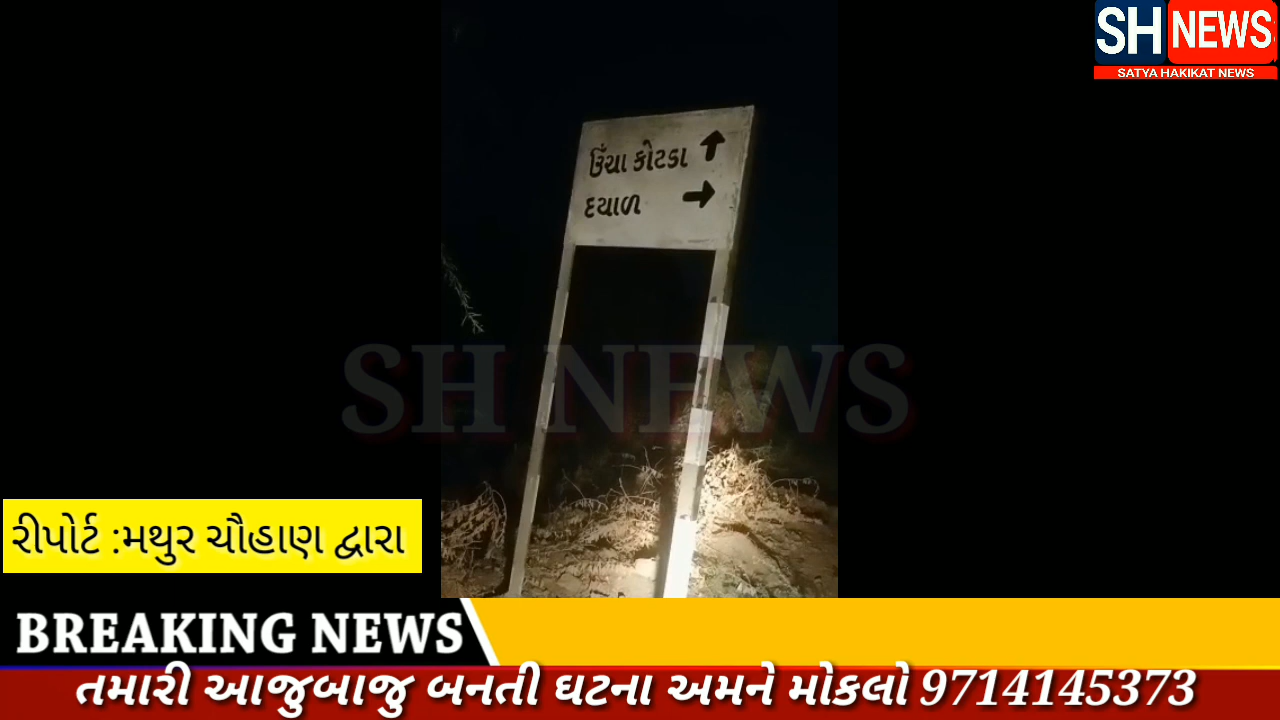 SH NEWS
SATYA HAKIKAT NEWS
ઉંચા કોટડા
દયાળ
SH NEWS
રીપોર્ટ :મથુર ચૌહાણ દ્વારા
BREAKING NEWS
તમારી આજુબાજુ બનતી ઘટના અમને મોકલો 9714145373